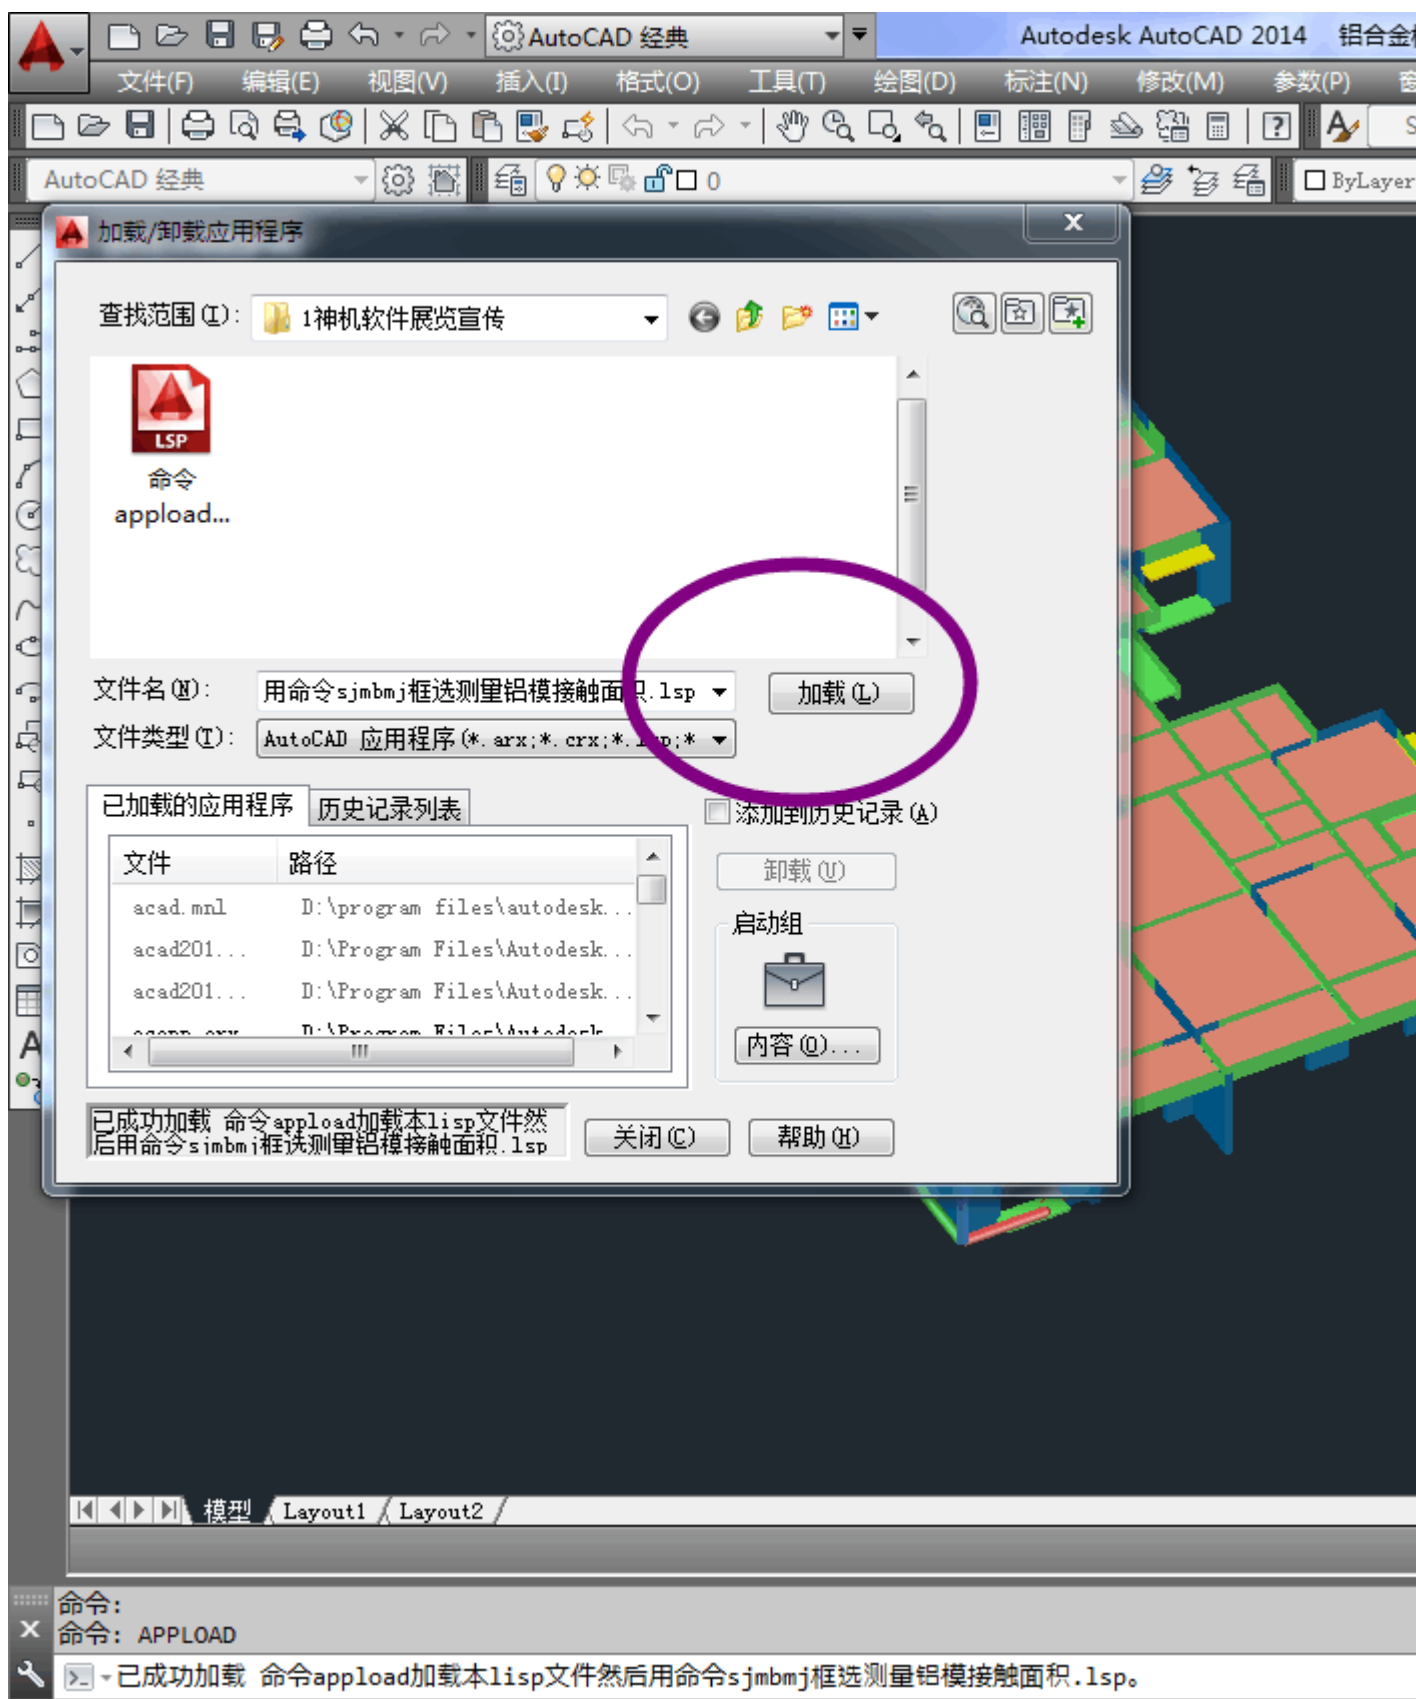 AutoCAD 经典
Autodesk AutoCAD 2014
铝合金
文件(F) 编辑(E) 视图(V) 插入(I) 格式(O) 工具(T) 绘图(D) 标注(N) 修改(M) 参数(P)
S
AutoCAD 经典
0
ByLayer
加载/卸载应用程序
查找范围(I):
1神机软件展览宣传
LSP
命令
appload...
文件名(N):
用命令sjmbmj框选测量铝模接触面积.lsp
加载(L)
文件类型(T):
AutoCAD 应用程序(*.arx;*.crx;*.lsp;*
已加载的应用程序
历史记录列表
添加到历史记录(A)
文件 路径
卸载(U)
acad.mnl D:\program files\autodesk...
acad201... D:\Program Files\Autodesk...
acad201... D:\Program Files\Autodesk...
acapp.arx D:\Program Files\Autodesk
启动组
内容(O)...
已成功加载 命令appload加载本lisp文件然
后用命令sjmbmj框选测量铝模接触面积.lsp
关闭(C)
帮助(H)
模型 Layout1 Layout2
命令:
命令: APPLOAD
已成功加载 命令appload加载本lisp文件然后用命令sjmbmj框选测量铝模接触面积.lsp。